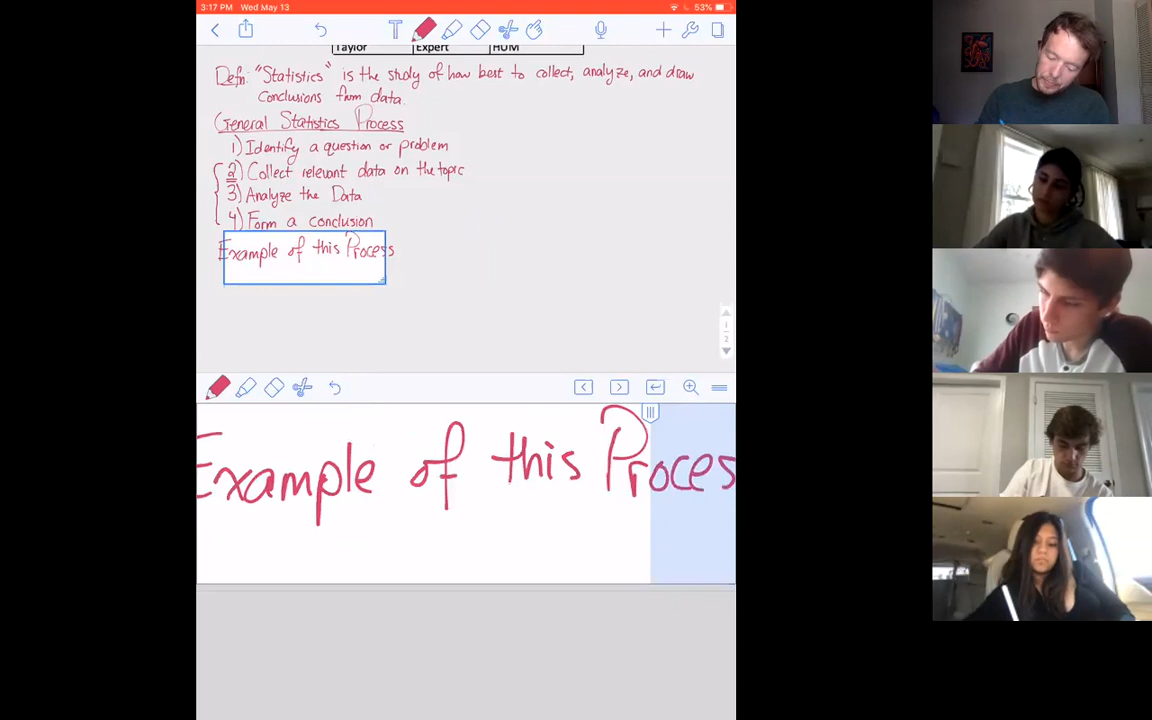 3:17 PM Wed May 13
53%
Taylor Expert HUM
Defn: "Statistics" is the study of how best to collect, analyze, and draw
conclusions from data.
General Statistics Process
1) Identify a question or problem
2) Collect relevant data on the topic
3) Analyze the Data
4) Form a conclusion
Example of this Process
1
2
Example of this Proces